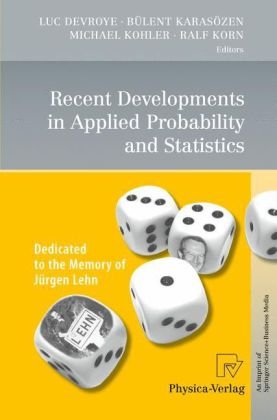 LUC DEVROYE · BÜLENT KARASÖZEN
MICHAEL KOHLER · RALF KORN
Editors
Recent Developments
in Applied Probability
and Statistics
Dedicated
to the Memory of
Jürgen Lehn
LEHN
Physica-Verlag
An Imprint of
Springer Science+Business Media